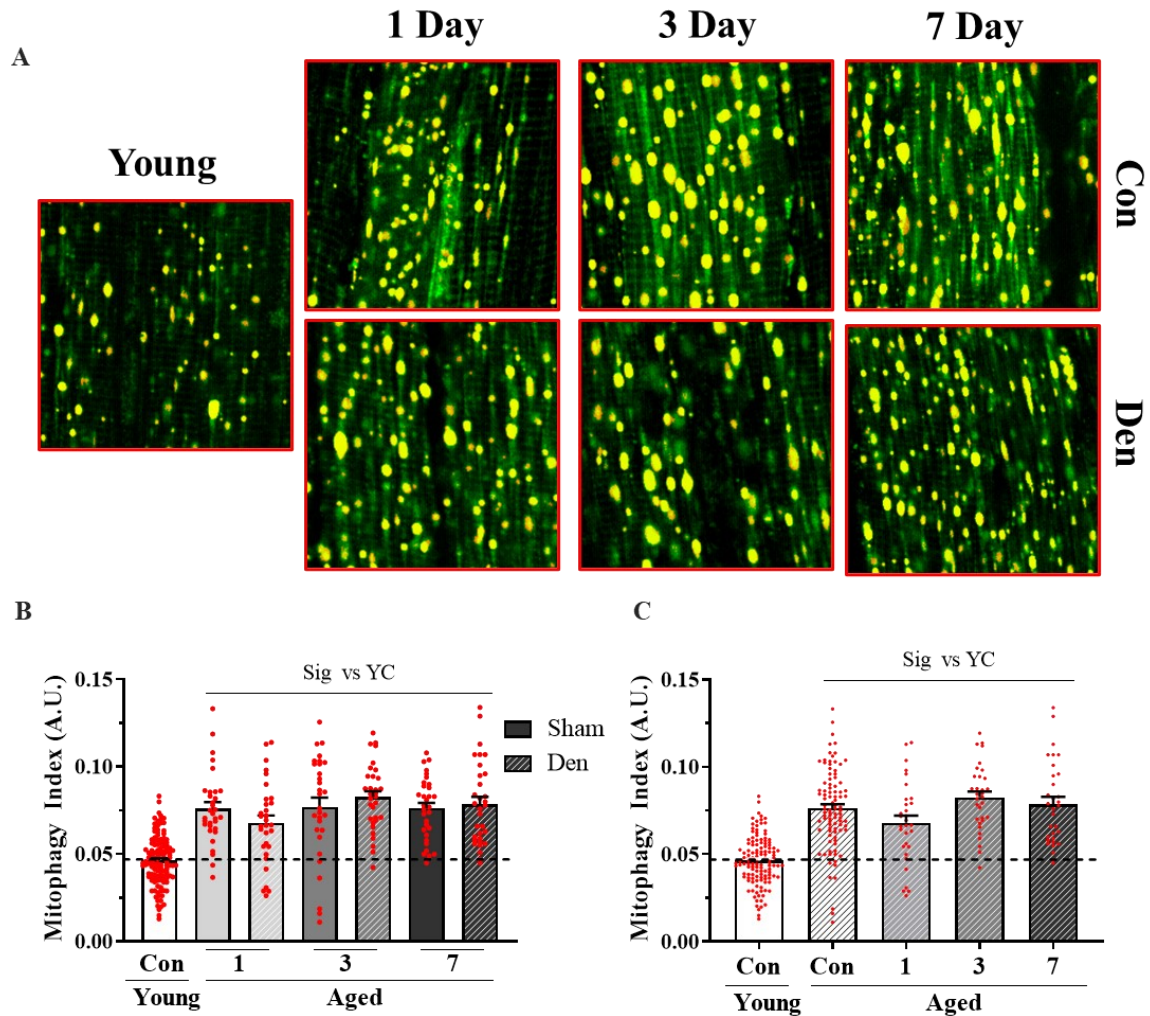 1 Day 3 Day 7 Day
A
Young
Con
Den
B
Mitophagy Index (A.U.)
0.15
0.10
0.05
0.00
Sig vs YC
Sham
Den
Con 1 3 7
Young Aged
C
Mitophagy Index (A.U.)
0.15
0.10
0.05
0.00
Sig vs YC
Con Con 1 3 7
Young Aged